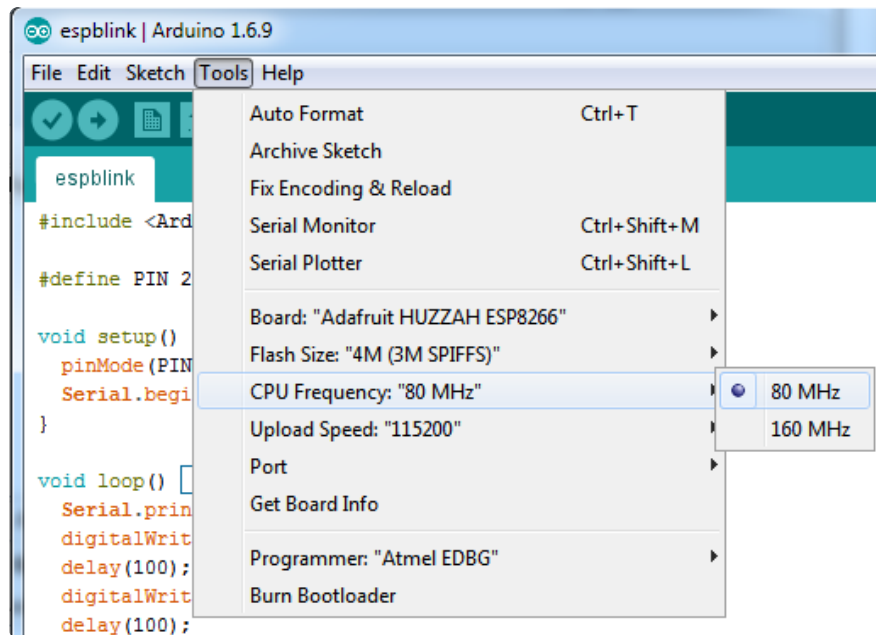 espblink | Arduino 1.6.9
File Edit Sketch Tools Help
Auto Format Ctrl+T
Archive Sketch
Fix Encoding & Reload
Serial Monitor Ctrl+Shift+M
Serial Plotter Ctrl+Shift+L
Board: "Adafruit HUZZAH ESP8266"
Flash Size: "4M (3M SPIFFS)"
CPU Frequency: "80 MHz"
Upload Speed: "115200"
Port
Get Board Info
Programmer: "Atmel EDBG"
Burn Bootloader
80 MHz
160 MHz
espblink
#include <Ard
#define PIN 2
void setup()
pinMode(PIN
Serial.begi
}
void loop()
Serial.prin
digitalWrit
delay(100);
digitalWrit
delay(100);